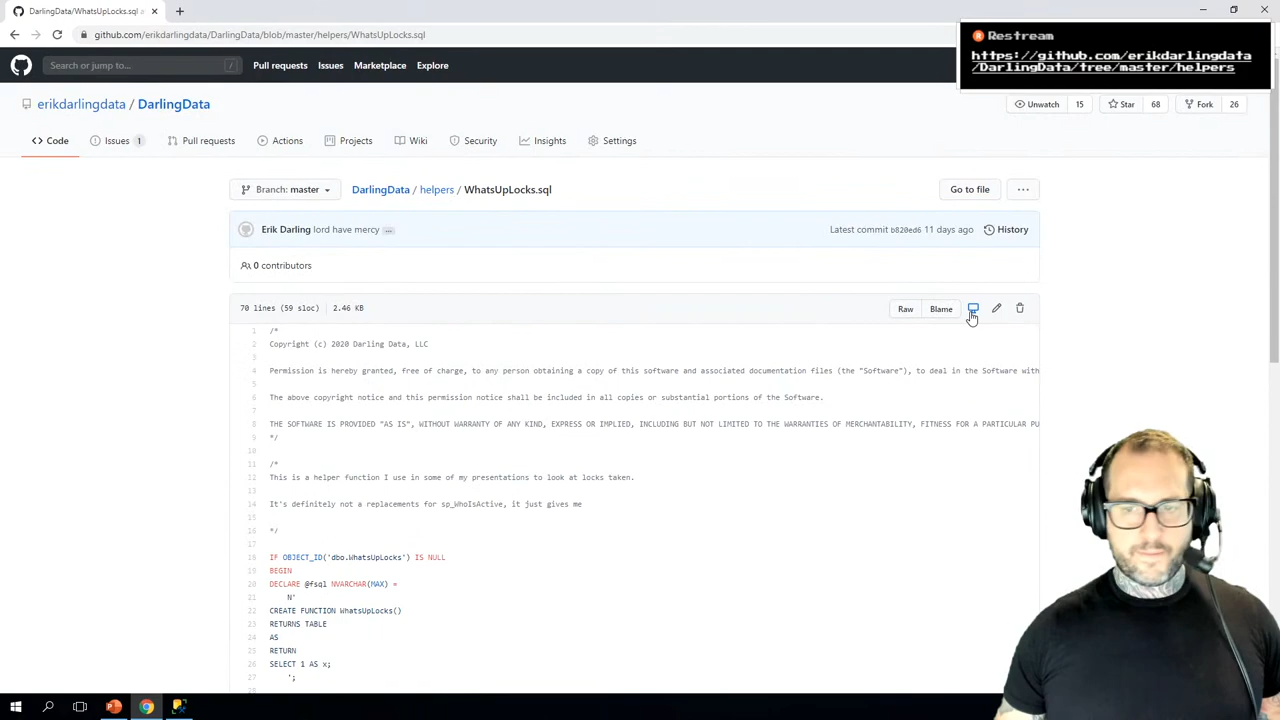 DarlingData/WhatsUpLocks.sql a
github.com/erikdarlingdata/DarlingData/blob/master/helpers/WhatsUpLocks.sql
Restream
https://github.com/erikdarlingdata
/DarlingData/tree/master/helpers
Search or jump to...
/
Pull requests
Issues
Marketplace
Explore
erikdarlingdata / DarlingData
Unwatch 15
Star 68
Fork 26
Code
Issues 1
Pull requests
Actions
Projects
Wiki
Security
Insights
Settings
Branch: master
DarlingData / helpers / WhatsUpLocks.sql
Go to file
Erik Darling lord have mercy
Latest commit b820ed6 11 days ago
History
0 contributors
70 lines (59 sloc) 2.46 KB
Raw
Blame
1 /*
2 Copyright (c) 2020 Darling Data, LLC
3
4 Permission is hereby granted, free of charge, to any person obtaining a copy of this software and associated documentation files (the "Software"), to deal in the Software with
5
6 The above copyright notice and this permission notice shall be included in all copies or substantial portions of the Software.
7
8 THE SOFTWARE IS PROVIDED "AS IS", WITHOUT WARRANTY OF ANY KIND, EXPRESS OR IMPLIED, INCLUDING BUT NOT LIMITED TO THE WARRANTIES OF MERCHANTABILITY, FITNESS FOR A PARTICULAR PU
9 */
10
11 /*
12 This is a helper function I use in some of my presentations to look at locks taken.
13
14 It's definitely not a replacements for sp_WhoIsActive, it just gives me
15
16 */
17
18 IF OBJECT_ID('dbo.WhatsUpLocks') IS NULL
19 BEGIN
20 DECLARE @fsql NVARCHAR(MAX) =
21 N'
22 CREATE FUNCTION WhatsUpLocks()
23 RETURNS TABLE
24 AS
25 RETURN
26 SELECT 1 AS x;
27 ';
28